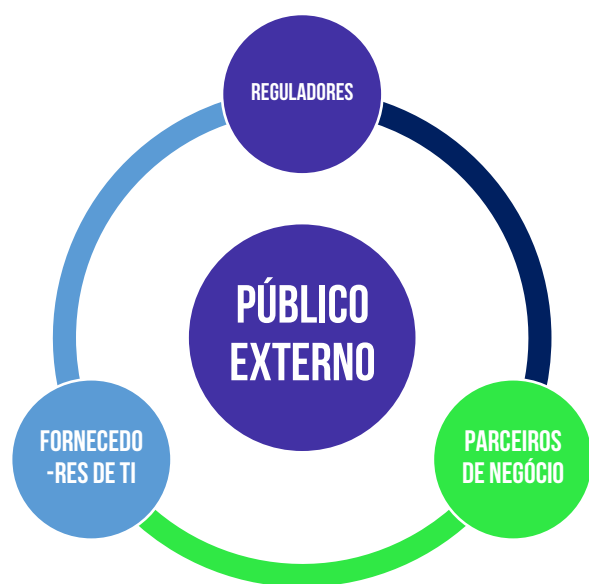 REGULADORES
PÚBLICO
EXTERNO
FORNECEDO
-RES DE TI
PARCEIROS
DE NEGÓCIO